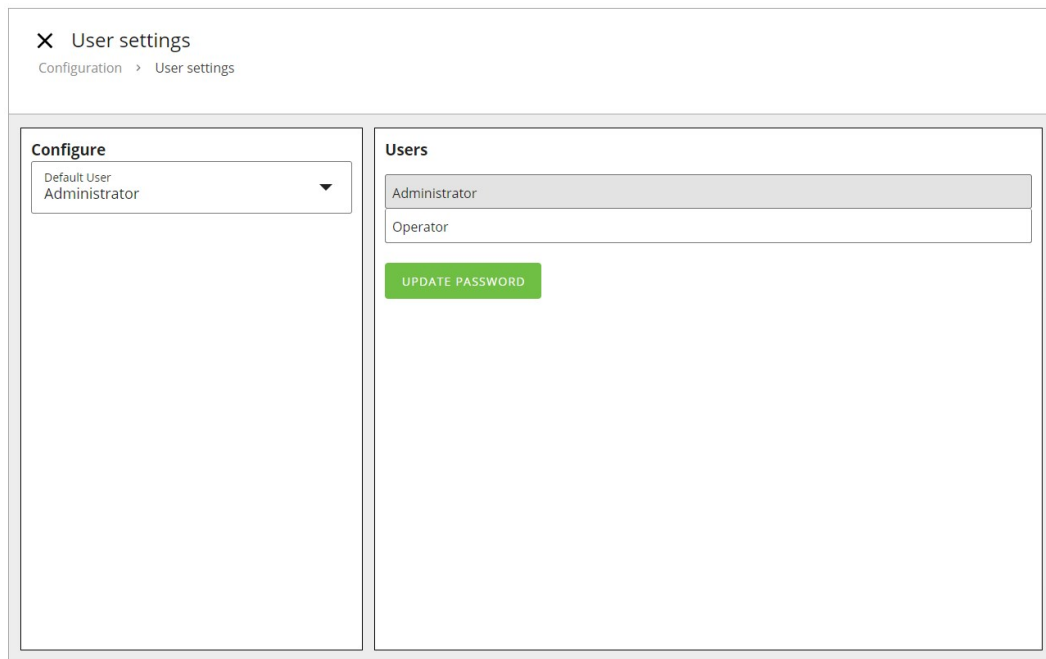 User settings
Configuration > User settings
Configure
Default User
Administrator
Users
Administrator
Operator
UPDATE PASSWORD